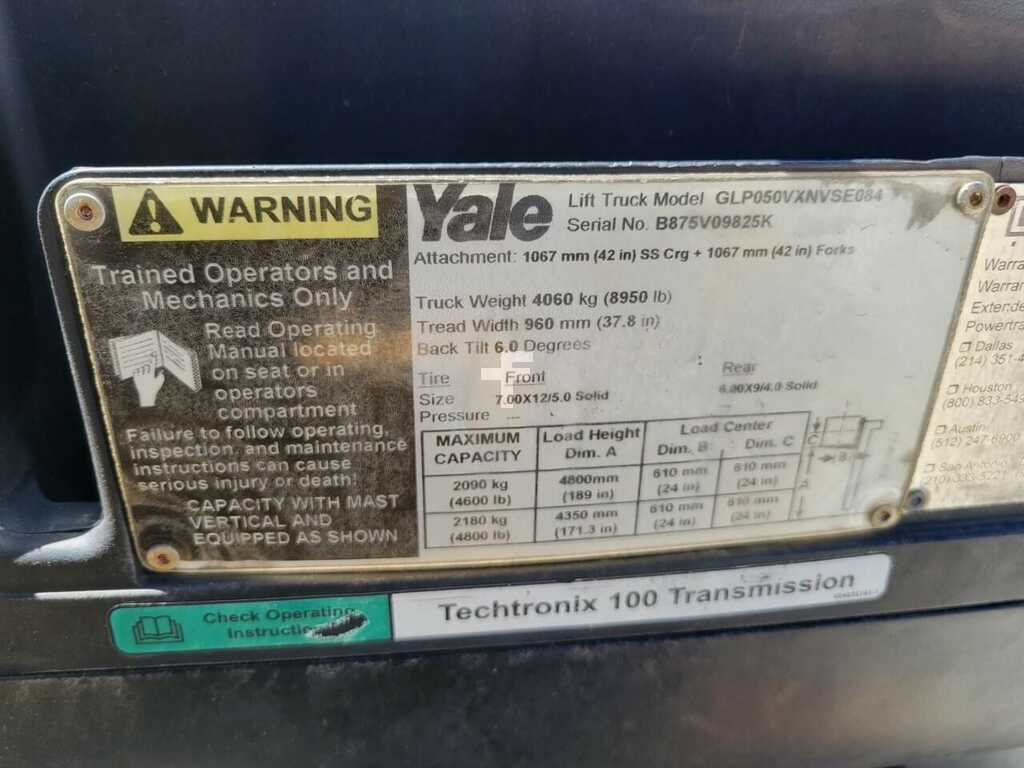 WARNING
Trained Operators and
Mechanics Only
Read Operating
Manual located
on seat or in
operators
compartment
Failure to follow operating,
inspection, and maintenance
instructions can cause
serious injury or death!
CAPACITY WITH MAST
VERTICAL AND
EQUIPPED AS SHOWN
Yale
Lift Truck Model GLP050VXNVSE084
Serial No. B875V09825K
Attachment: 1067 mm (42 in) SS Crg + 1067 mm (42 in) Forks
Truck Weight 4060 kg (8950 lb)
Tread Width 960 mm (37.8 in)
Back Tilt 6.0 Degrees
Tire Front Rear
Size 7.00X12/5.0 Solid 6.00X9/4.0 Solid
Pressure ---
MAXIMUM CAPACITY Load Height Dim. A Load Center Dim. B Dim. C
2090 kg (4600 lb) 4800mm (189 in) 610 mm (24 in) 610 mm (24 in)
2180 kg (4800 lb) 4350 mm (171.3 in) 610 mm (24 in) 610 mm (24 in)
C
B
A
Check Operating
Instructio
Techtronix 100 Transmission
Warra
Warran
Extende
Powertra
Dallas
(214) 351-4
Houston
(800) 833-549
Austin
(512) 247-6900
San Antonio